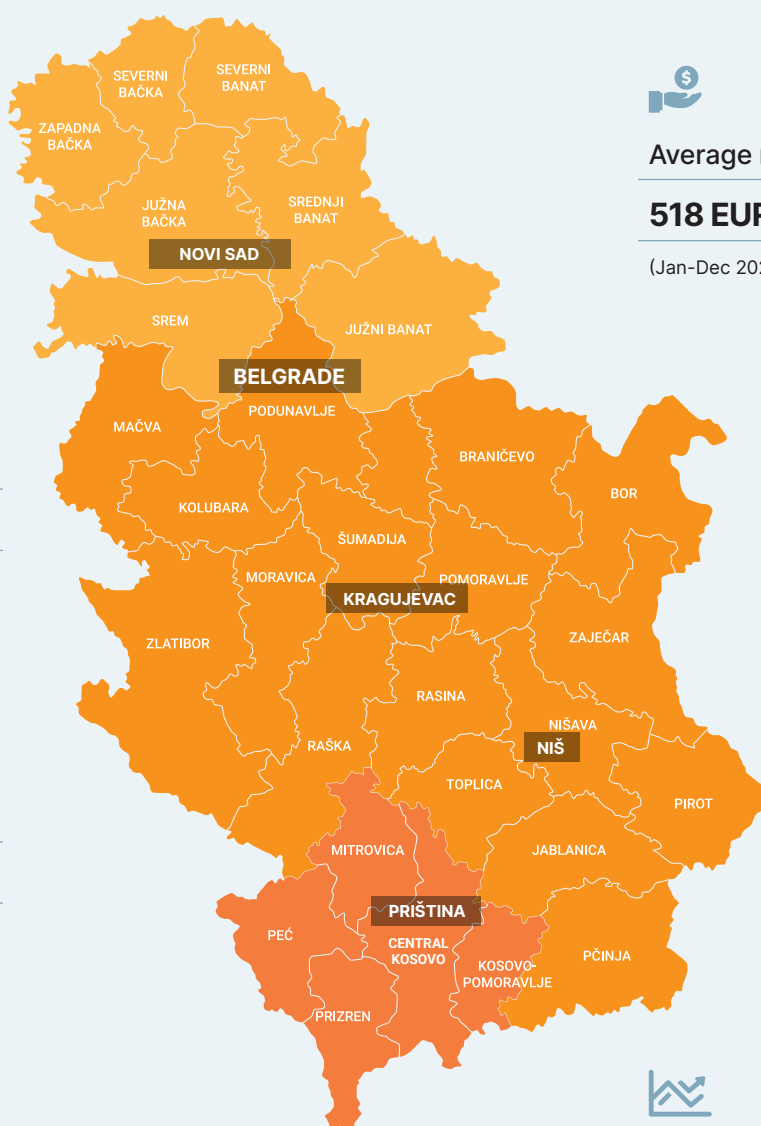 SEVERNI
BAČKA
SEVERNI
BANAT
ZAPADNA
BAČKA
JUŽNA
BAČKA
SREDNJI
BANAT
NOVI SAD
SREM
JUŽNI BANAT
BELGRADE
PODUNAVLJE
MAČVA
BRANIČEVO
BOR
KOLUBARA
ŠUMADIJA
MORAVICA
POMORAVLJE
KRAGUJEVAC
ZLATIBOR
ZAJEČAR
RASINA
NIŠAVA
RAŠKA
NIŠ
TOPLICA
PIROT
MITROVICA
JABLANICA
PRIŠTINA
PEĆ
CENTRAL
KOSOVO
PČINJA
KOSOVO-
POMORAVLJE
PRIZREN
$
Average
518 EUR
(Jan-Dec